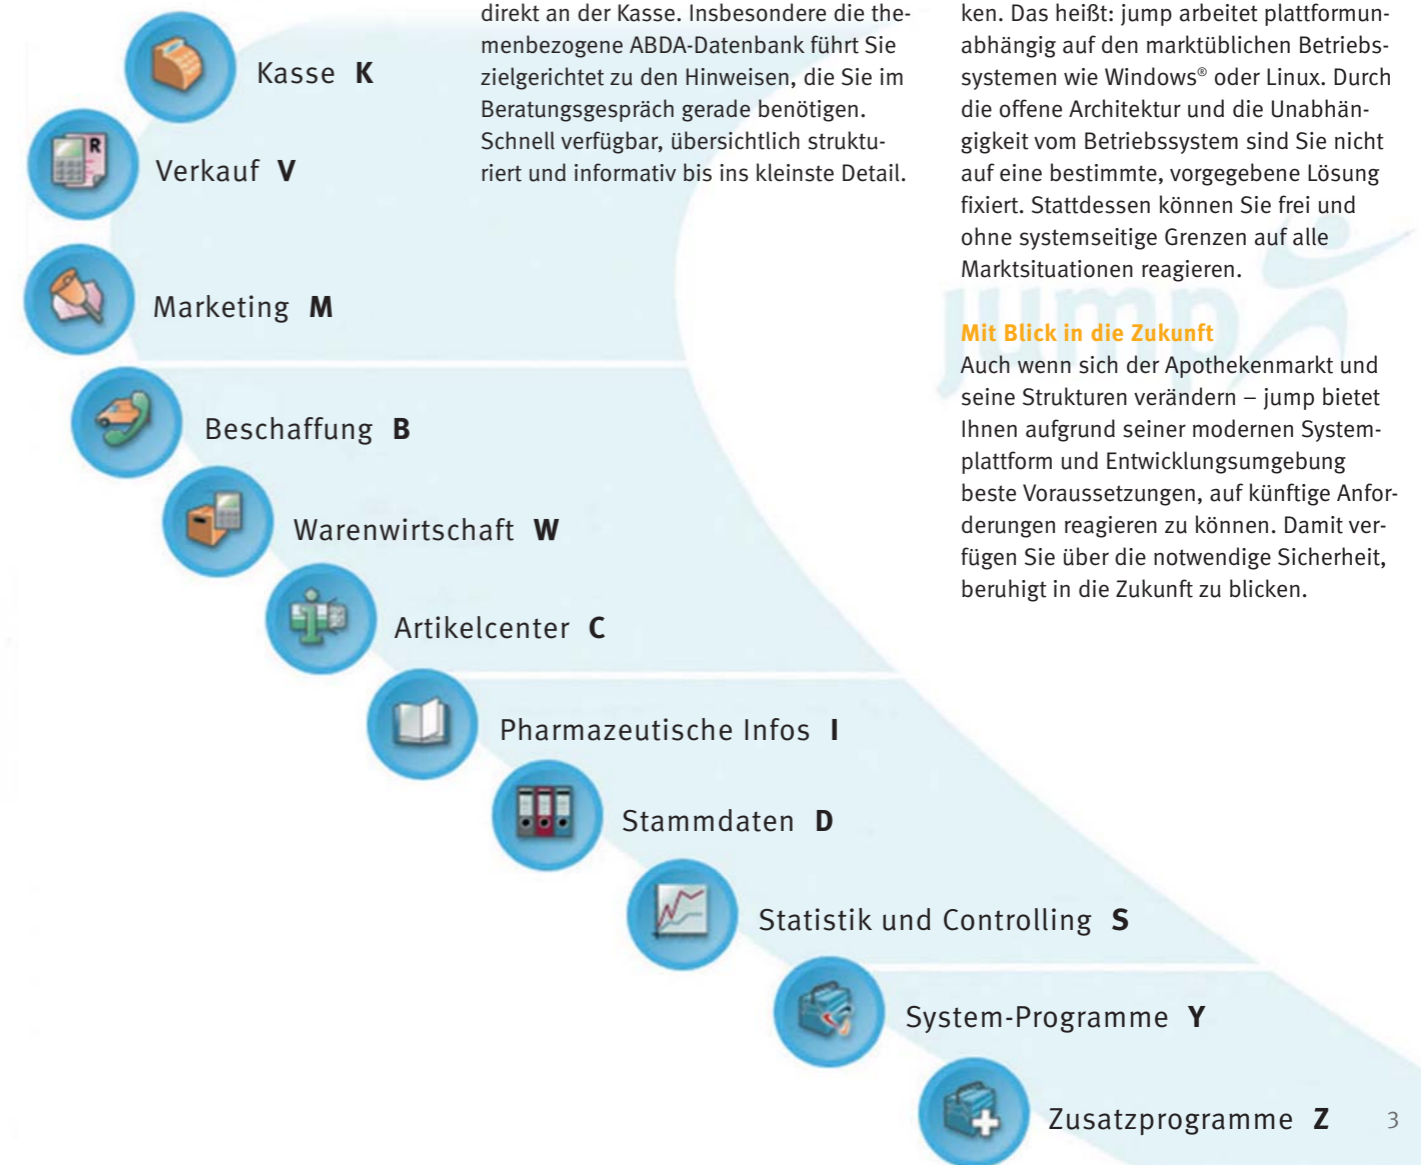 direkt an der Kasse. Insbesondere die the-
menbezogene ABDA-Datenbank führt Sie
zielgerichtet zu den Hinweisen, die Sie im
Beratungsgespräch gerade benötigen.
Schnell verfügbar, übersichtlich struktu-
riert und informativ bis ins kleinste Detail.
ken. Das heißt: jump arbeitet plattformun-
abhängig auf den marktüblichen Betriebs-
systemen wie Windows® oder Linux. Durch
die offene Architektur und die Unabhän-
gigkeit vom Betriebssystem sind Sie nicht
auf eine bestimmte, vorgegebene Lösung
fixiert. Stattdessen können Sie frei und
ohne systemseitige Grenzen auf alle
Marktsituationen reagieren.
jump
Mit Blick in die Zukunft
Auch wenn sich der Apothekenmarkt und
seine Strukturen verändern – jump bietet
Ihnen aufgrund seiner modernen System-
plattform und Entwicklungsumgebung
beste Voraussetzungen, auf künftige Anfor-
derungen reagieren zu können. Damit ver-
fügen Sie über die notwendige Sicherheit,
beruhigt in die Zukunft zu blicken.
Kasse K
R
Verkauf V
Marketing M
Beschaffung B
Warenwirtschaft W
Artikelcenter C
Pharmazeutische Infos I
Stammdaten D
Statistik und Controlling S
System-Programme Y
Zusatzprogramme Z
3